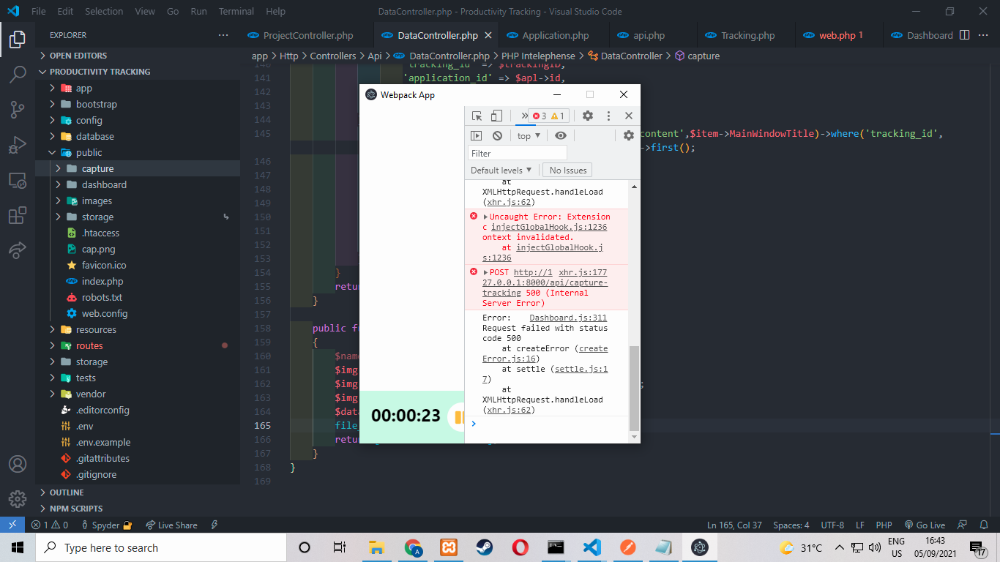 File Edit Selection View Go Run Terminal Help DataController.php - Productivity Tracking - Visual Studio Code
EXPLORER ProjectController.php DataController.php Application.php api.php Tracking.php web.php 1 Dashboard
OPEN EDITORS
app > Http > Controllers > Api > DataController.php > PHP Intelephense > DataController > capture
PRODUCTIVITY TRACKING
app
bootstrap
config
database
public
capture
dashboard
images
storage
.htaccess
cap.png
favicon.ico
index.php
robots.txt
web.config
resources
routes
storage
tests
vendor
.editorconfig
.env
.env.example
.gitattributes
.gitignore
OUTLINE
NPM SCRIPTS
'tracking_id' => $trackingId,
141 'application_id' => $apl->id,
142
143
144
145 content',$item->MainWindowTitle)->where('tracking_id',
->first();
146
147
148
149
150
151
152
153
154 }
155 retu
156 }
157
158 public f
159 {
160 $nam
161 $img
162 $img
163 $img
164 $dat
165 file
166 retu
167 }
168 }
169
Webpack App
3 1
top
Filter
Default levels No Issues
at
XMLHttpRequest.handleLoad
(xhr.js:62)
Uncaught Error: Extension
c injectGlobalHook.js:1236
ontext invalidated.
at injectGlobalHook.j
s:1236
POST http://1 xhr.js:177
27.0.0.1:8000/api/capture-
tracking 500 (Internal
Server Error)
Error: Dashboard.js:311
Request failed with status
code 500
at createError (create
Error.js:16)
at settle (settle.js:1
7)
at
XMLHttpRequest.handleLoad
(xhr.js:62)
00:00:23
1 0 Spyder Live Share Ln 165, Col 37 Spaces: 4 UTF-8 LF PHP Go Live
Type here to search 31°C ENG
US 16:43
05/09/2021 17